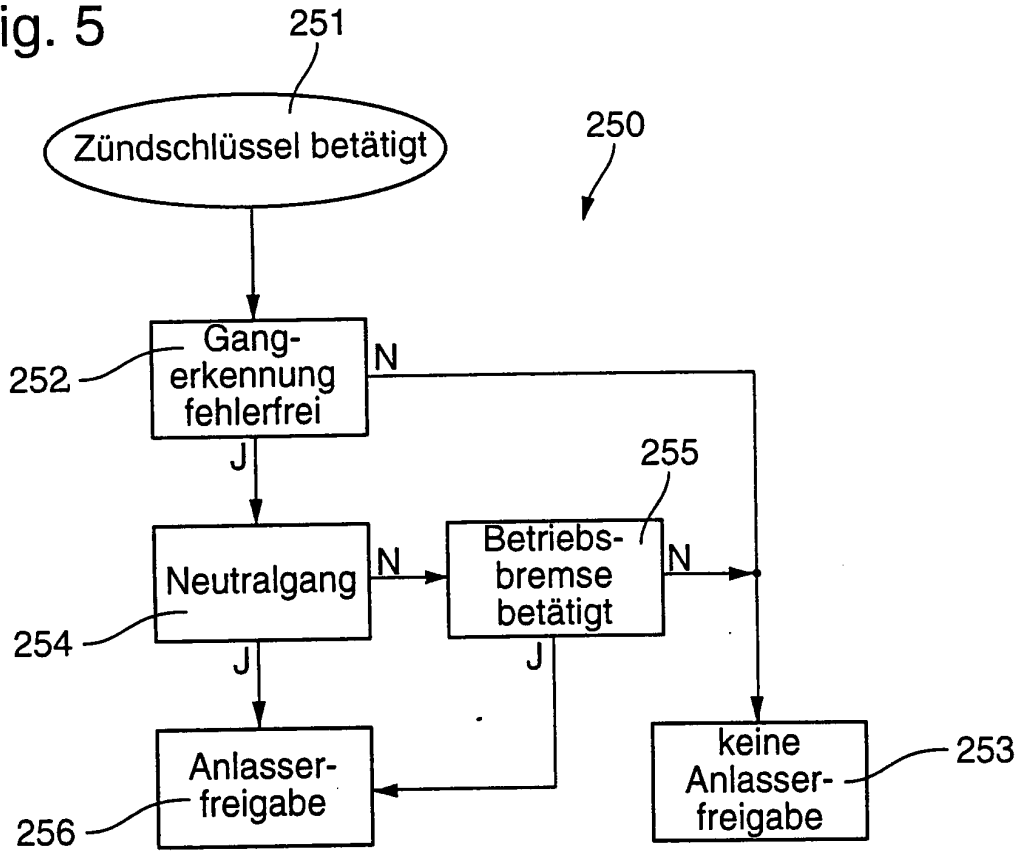 ig. 5
251
Zündschlüssel betätigt
250
Gang-
erkennung
fehlerfrei
N
252
J
255
Neutralgang
N
Betriebs-
bremse
betätigt
N
254
J
J
Anlasser-
freigabe
256
keine
Anlasser-
freigabe
253